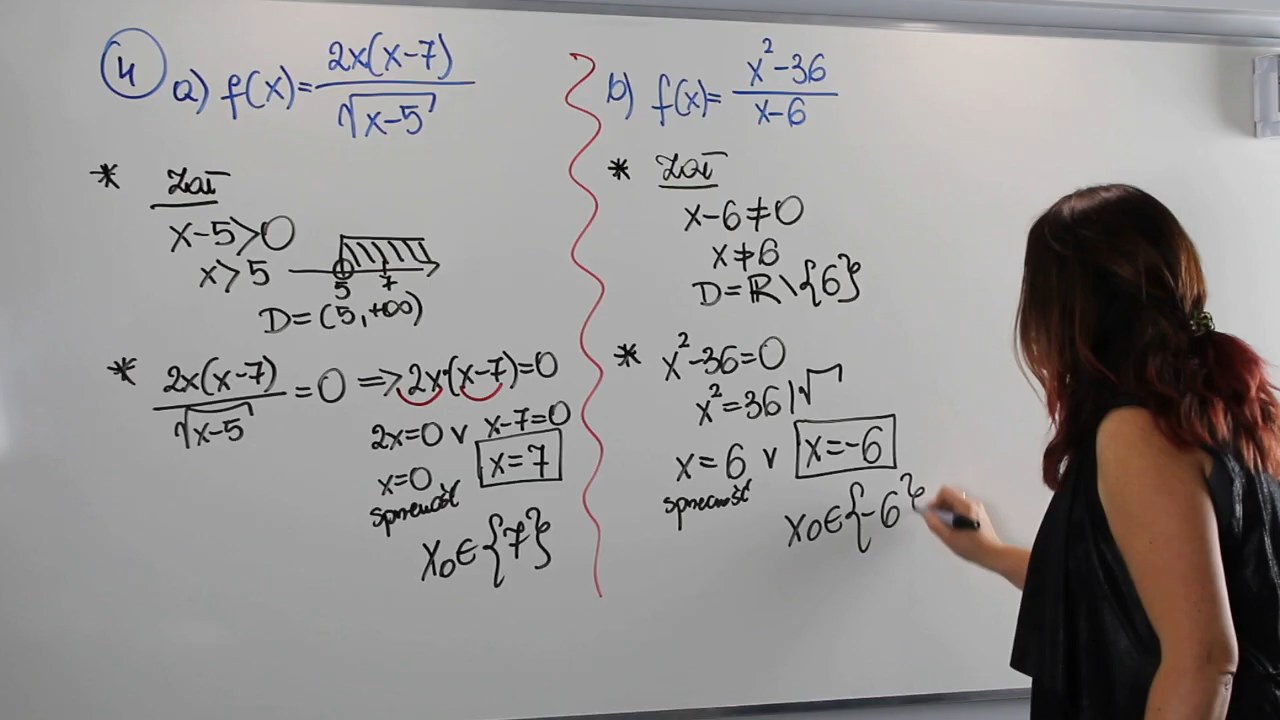 4 a) f(x)= 2x(x-7) / √(x-5)
* Zał
x-5>0
x>5
5 7
D=(5,+∞)
* 2x(x-7) / √(x-5) =0 => 2x·(x-7)=0
2x=0 ∨ x-7=0
x=0 x=7
sprzeczność
x₀∈{7}
b) f(x)= x²-36 / x-6
* Zał
x-6≠0
x≠6
D=ℝ\{6}
* x²-36=0
x²=36 |√
x=6 ∨ x=-6
sprzeczność
x₀∈{-6}